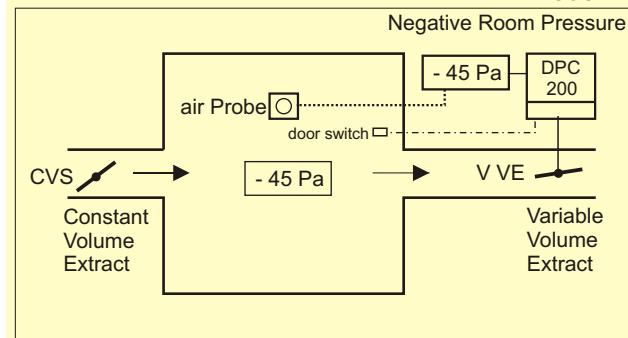 Negative Room Pressure
- 45 Pa
DPC
200
air Probe
door switch
CVS
- 45 Pa
V VE
Constant
Volume
Extract
Variable
Volume
Extract